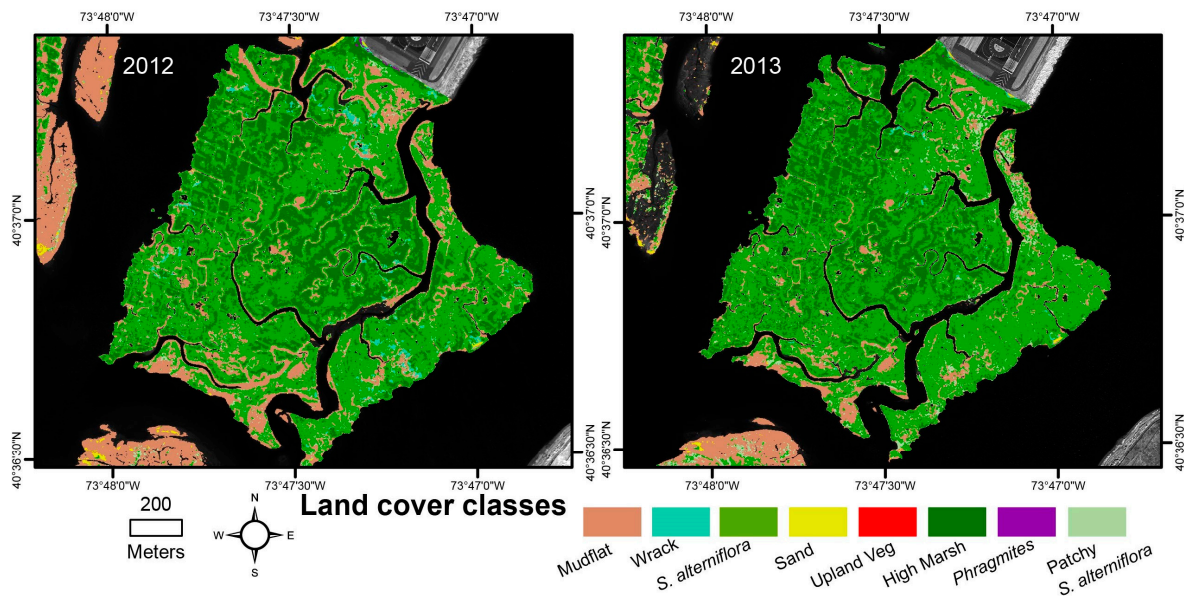 73°48'0"W 73°47'30"W 73°47'0"W 73°48'0"W 73°47'30"W 73°47'0"W
2012 2013
40°37'0"N 40°37'0"N 40°37'0"N 40°37'0"N
40°36'30"N 40°36'30"N 40°36'30"N 40°36'30"N
73°48'0"W 73°47'30"W 73°47'0"W 73°48'0"W 73°47'30"W 73°47'0"W
200
Meters
N
W E
S
Land cover classes
Mudflat
Wrack
S. alterniflora
Sand
Upland Veg
High Marsh
Phragmites
Patchy
S. alterniflora